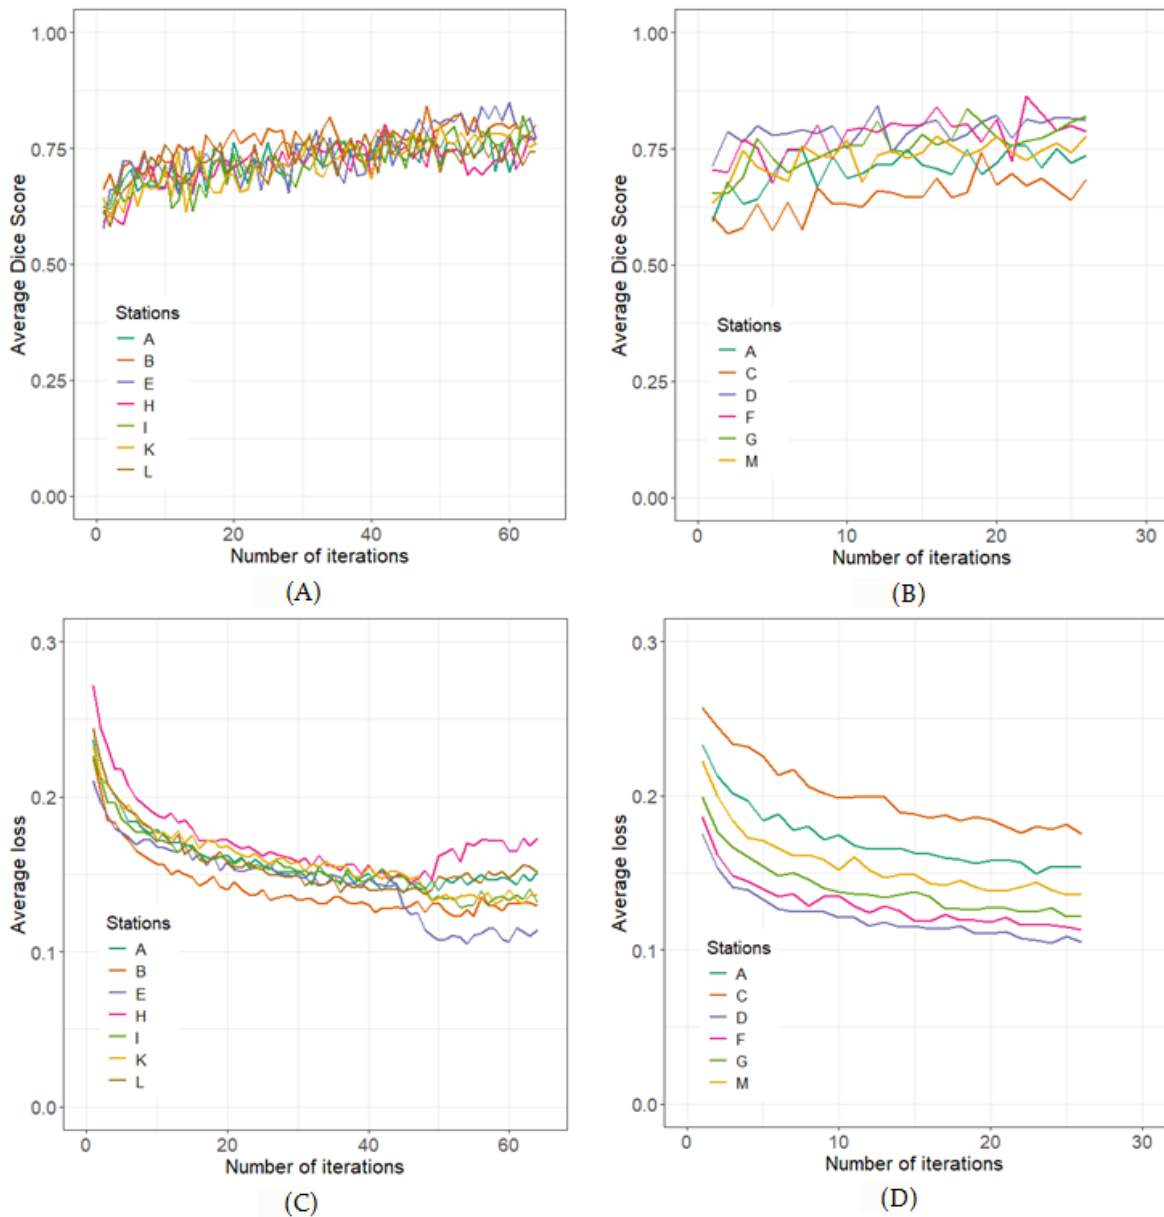 1.00
0.75
0.50
0.25
0.00
Average Dice Score
Stations
A
B
E
H
I
K
L
0 20 40 60
Number of iterations
(A)
1.00
0.75
0.50
0.25
0.00
Average Dice Score
Stations
A
C
D
F
G
M
0 10 20 30
Number of iterations
(B)
0.3
0.2
0.1
0.0
Average loss
Stations
A
B
E
H
I
K
L
0 20 40 60
Number of iterations
(C)
0.3
0.2
0.1
0.0
Average loss
Stations
A
C
D
F
G
M
0 10 20 30
Number of iterations
(D)